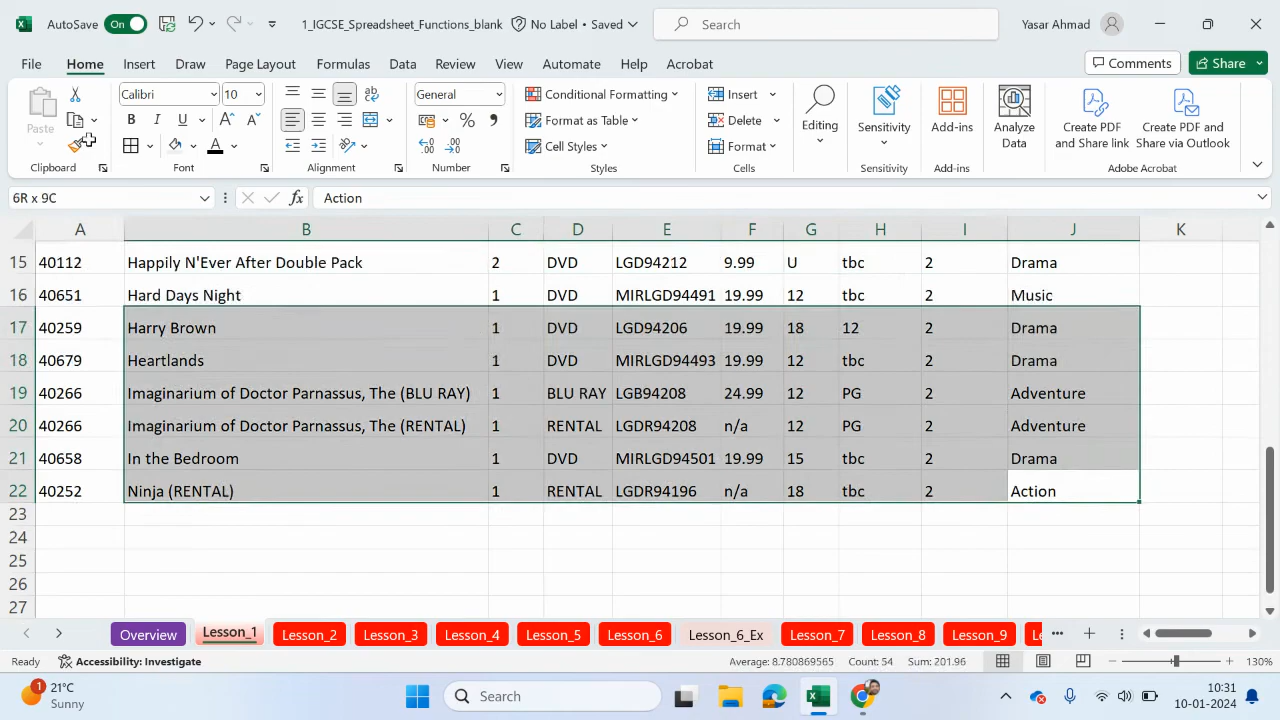 AutoSave On 1_IGCSE_Spreadsheet_Functions_blank No Label • Saved Search Yasar Ahmad
File Home Insert Draw Page Layout Formulas Data Review View Automate Help Acrobat Comments Share
Paste Calibri 10 General Conditional Formatting Insert
B I U Format as Table Delete Editing Sensitivity Add-ins Analyze Data Create PDF and Share link Create PDF and Share via Outlook
Cell Styles Format
Clipboard Font Alignment Number Styles Cells Sensitivity Add-ins Adobe Acrobat
6R x 9C fx Action
A B C D E F G H I J K
15 40112 Happily N'Ever After Double Pack 2 DVD LGD94212 9.99 U tbc 2 Drama
16 40651 Hard Days Night 1 DVD MIRLGD94491 19.99 12 tbc 2 Music
17 40259 Harry Brown 1 DVD LGD94206 19.99 18 12 2 Drama
18 40679 Heartlands 1 DVD MIRLGD94493 19.99 12 tbc 2 Drama
19 40266 Imaginarium of Doctor Parnassus, The (BLU RAY) 1 BLU RAY LGB94208 24.99 12 PG 2 Adventure
20 40266 Imaginarium of Doctor Parnassus, The (RENTAL) 1 RENTAL LGDR94208 n/a 12 PG 2 Adventure
21 40658 In the Bedroom 1 DVD MIRLGD94501 19.99 15 tbc 2 Drama
22 40252 Ninja (RENTAL) 1 RENTAL LGDR94196 n/a 18 tbc 2 Action
23
24
25
26
27
Overview Lesson_1 Lesson_2 Lesson_3 Lesson_4 Lesson_5 Lesson_6 Lesson_6_Ex Lesson_7 Lesson_8 Lesson_9 Le
Ready Accessibility: Investigate Average: 8.780869565 Count: 54 Sum: 201.96 130%
1 21°C Search 10:31
Sunny 10-01-2024